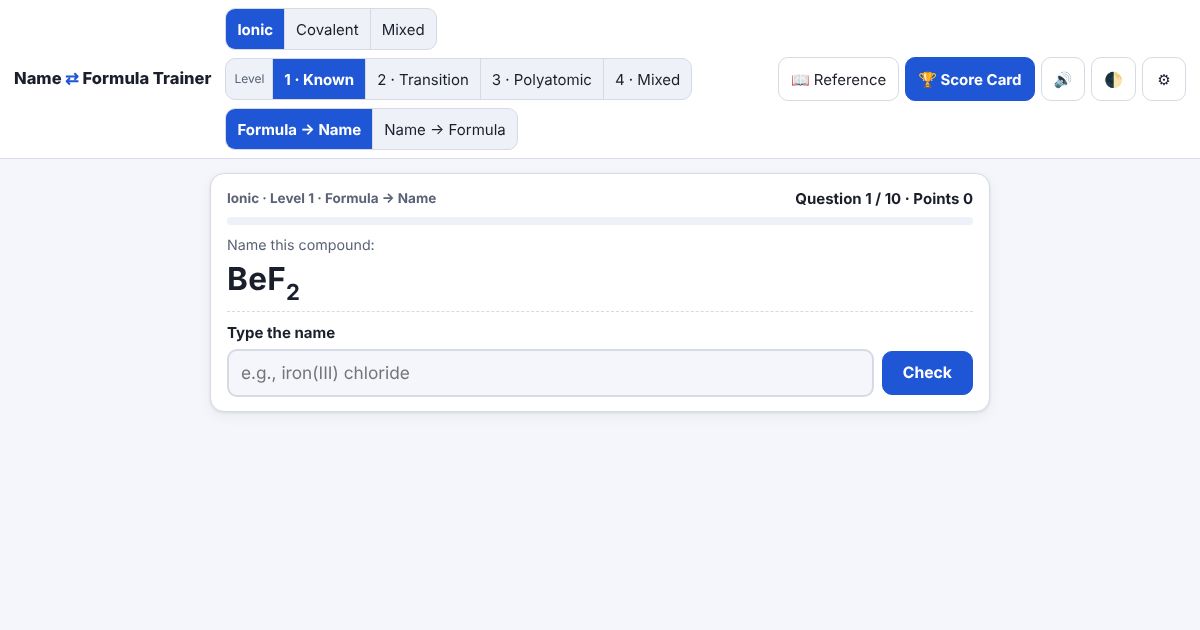 Name ⇄ Formula Trainer
Ionic Covalent Mixed
Level 1 · Known 2 · Transition 3 · Polyatomic 4 · Mixed
Formula → Name Name → Formula
📖 Reference 🏆 Score Card 🔊 🌓 ⚙
Ionic · Level 1 · Formula → Name
Question 1 / 10 · Points 0
Name this compound:
BeF₂
Type the name
e.g., iron(III) chloride
Check